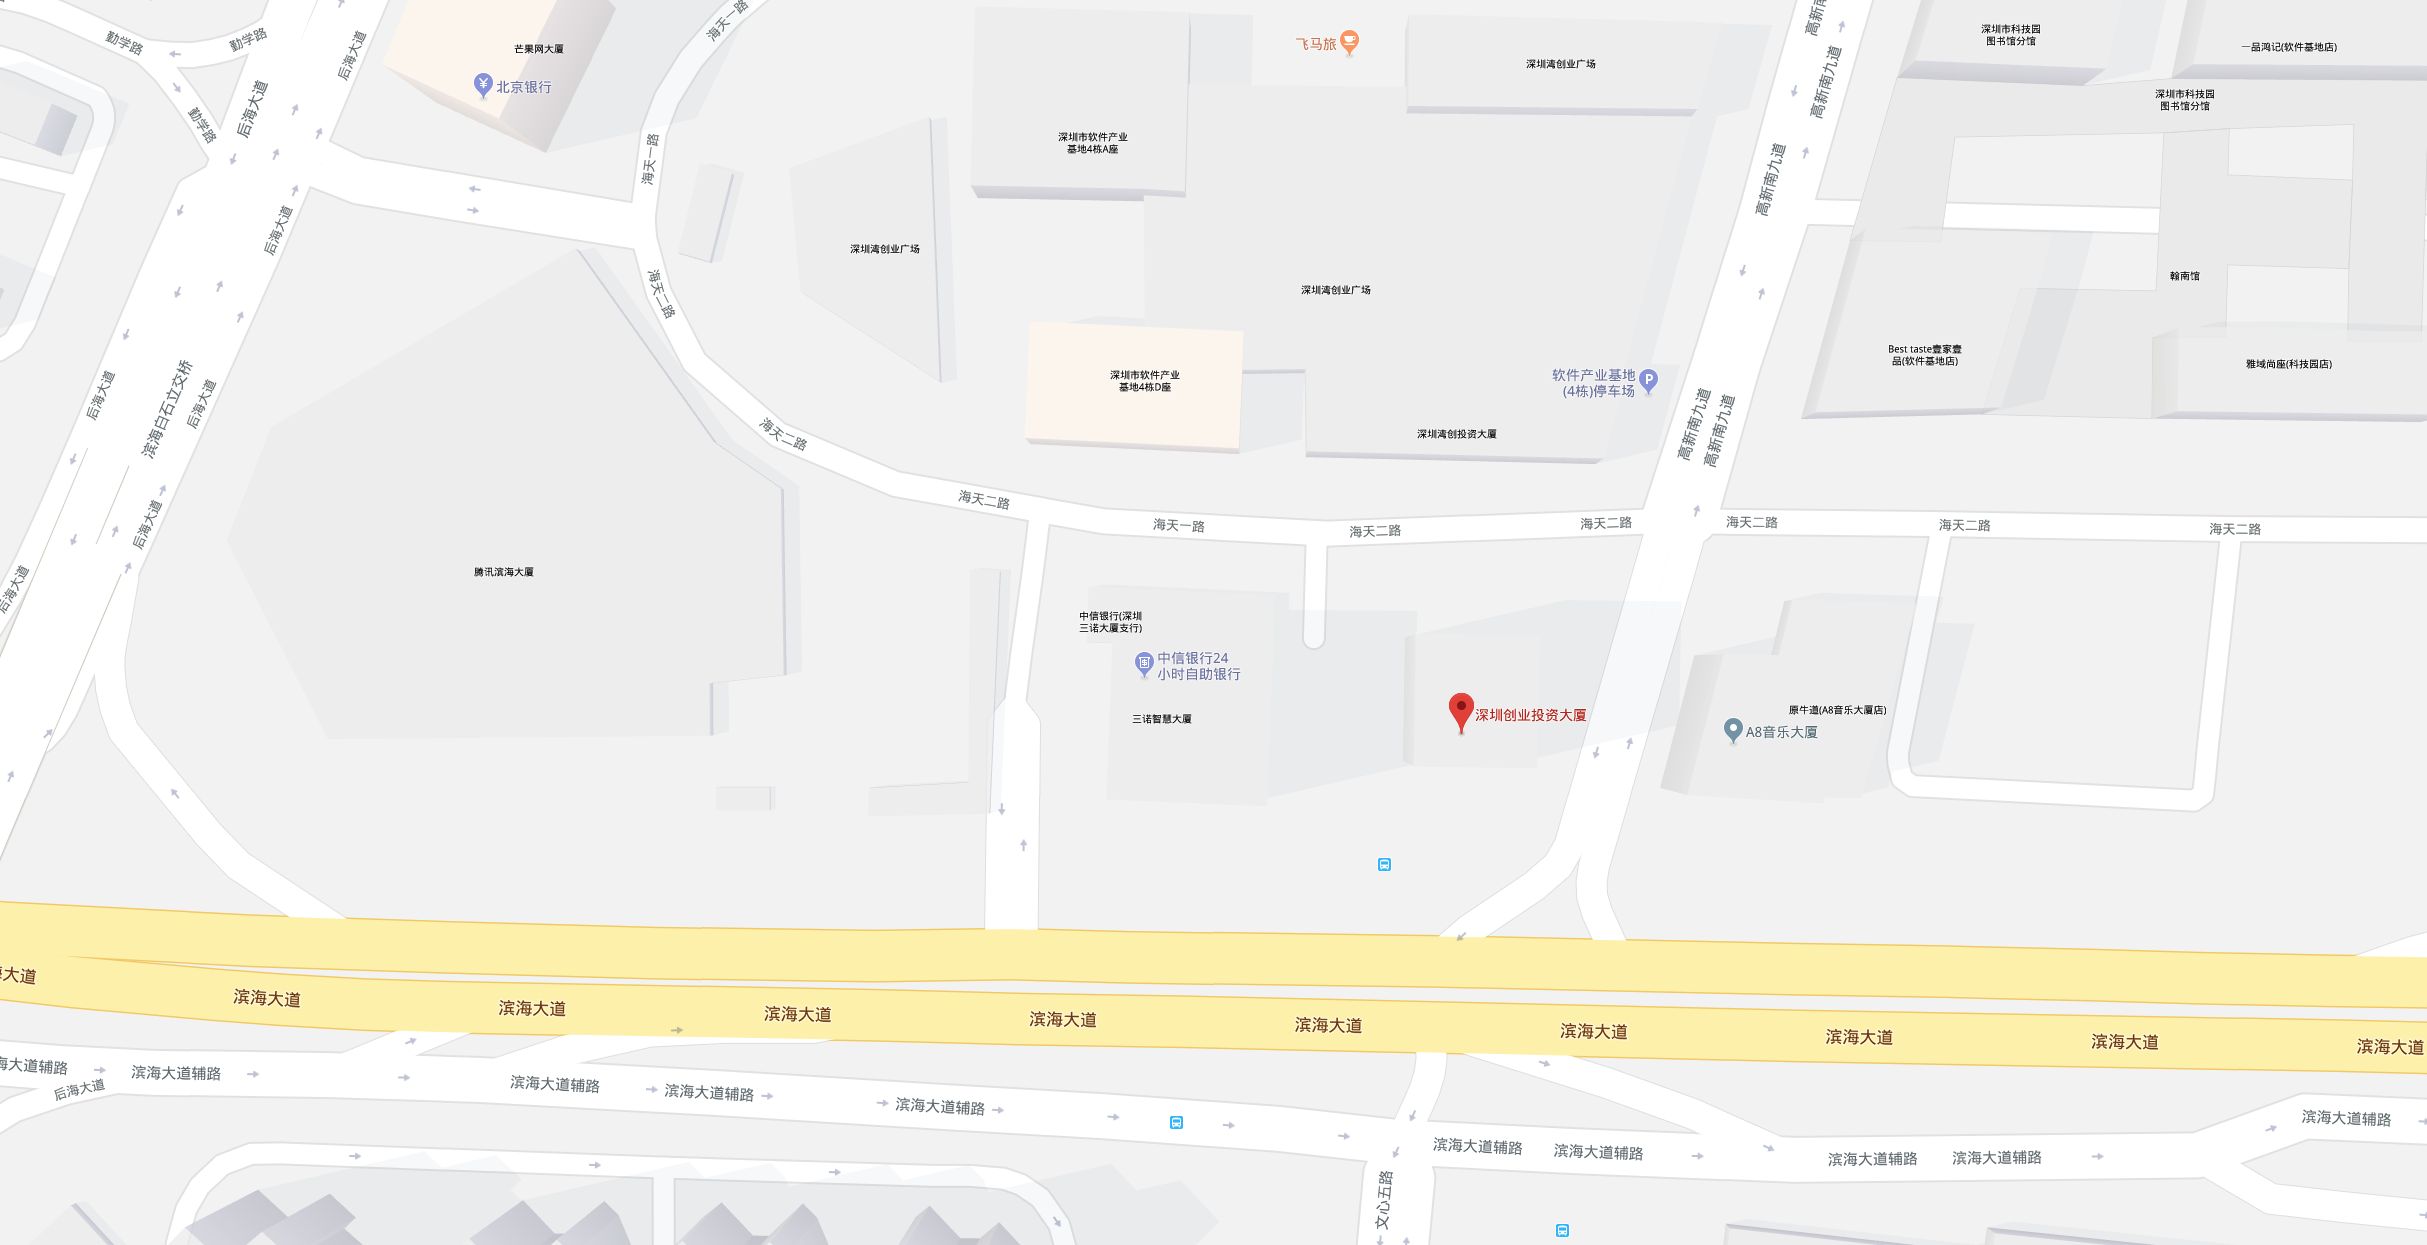 勤学路
勤学路
勤学路
后海大道
后海大道
芒果网大厦
北京银行
海天一路
海天一路
飞马旅
深圳湾创业广场
深圳市软件产业
基地4栋A座
高新南
高新南九道
高新南九道
深圳市科技园
图书馆分馆
一品鸿记(软件基地店)
深圳市科技园
图书馆分馆
后海大道
深圳湾创业广场
海天二路
深圳湾创业广场
翰南馆
Best taste壹家壹
品(软件基地店)
雅域尚座(科技园店)
深圳市软件产业
基地4栋D座
软件产业基地
(4栋)停车场
深圳湾创投资大厦
高新南九道
高新南九道
后海大道
滨海白石立交桥
后海大道
后海大道
后海大道
海天二路
海天二路
海天一路
海天二路
海天二路
海天二路
海天二路
海天二路
腾讯滨海大厦
中信银行(深圳
三诺大厦支行)
中信银行24
小时自助银行
三诺智慧大厦
深圳创业投资大厦
原牛道(A8音乐大厦店)
A8音乐大厦
大道
滨海大道
滨海大道
滨海大道
滨海大道
滨海大道
滨海大道
滨海大道
滨海大道
滨海大道
海大道辅路
滨海大道辅路
后海大道
滨海大道辅路
滨海大道辅路
滨海大道辅路
滨海大道辅路
滨海大道辅路
滨海大道辅路
滨海大道辅路
滨海大道辅路
文心五路